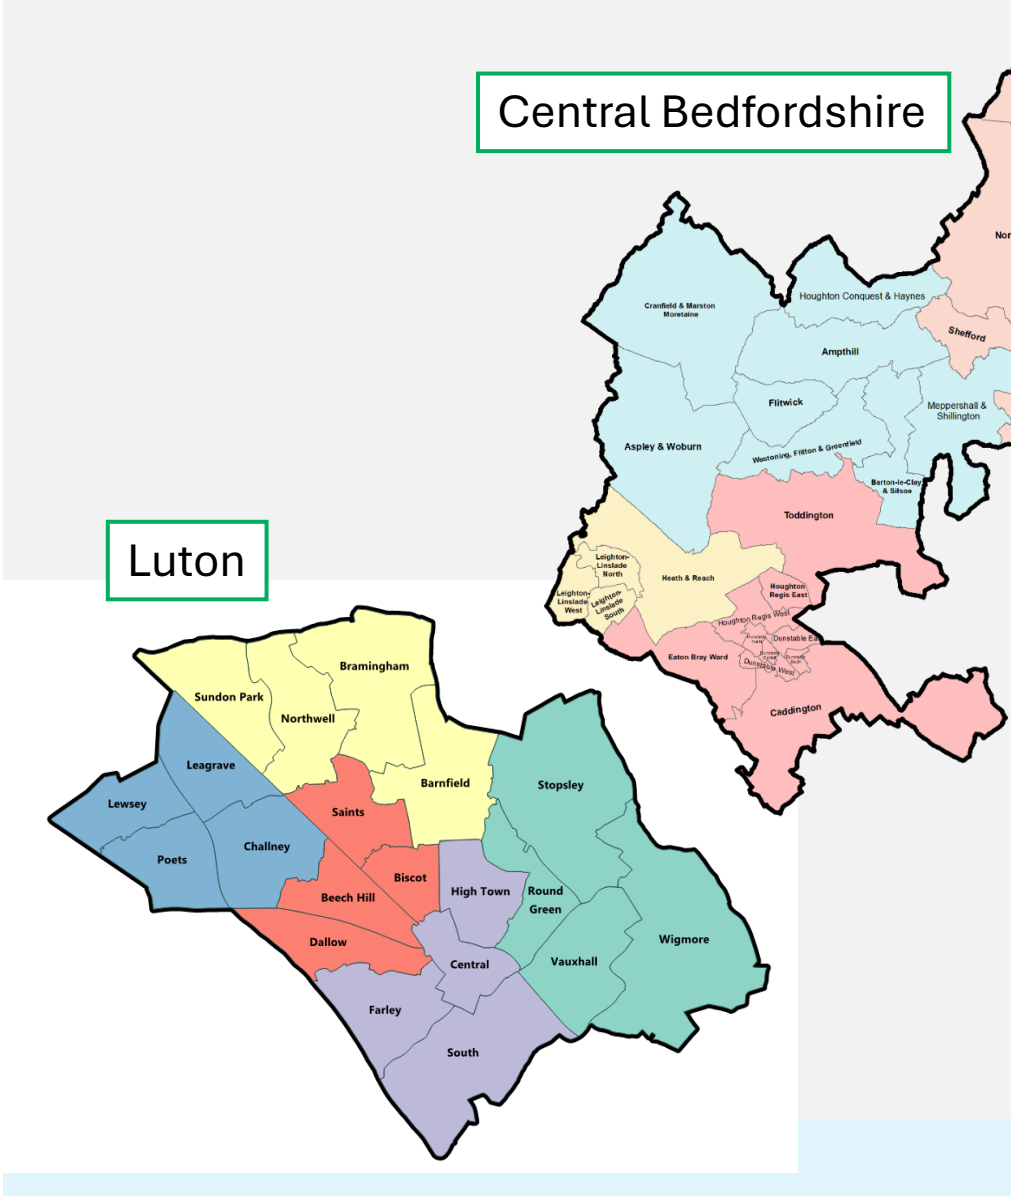 Central Bedfordshire
Nor
Houghton Conquest & Haynes
Cranfield & Marston
Moretaine
Shefford
Ampthill
Flitwick
Meppershall &
Shillington
Aspley & Woburn
Westoning, Flitton & Greenfield
Barton-le-Clay
& Silsoe
Toddington
Leighton-
Linslade
North
Heath & Reach
Houghton
Regis East
Leighton-
Linslade
West
Leighton-
Linslade
South
Houghton Regis West
Dunstable Ea
Eaton Bray Ward
Dunstable West
Caddington
Luton
Bramingham
Sundon Park
Northwell
Leagrave
Barnfield
Stopsley
Lewsey
Saints
Challney
Poets
Biscot
High Town
Round
Green
Beech Hill
Dallow
Wigmore
Central
Vauxhall
Farley
South